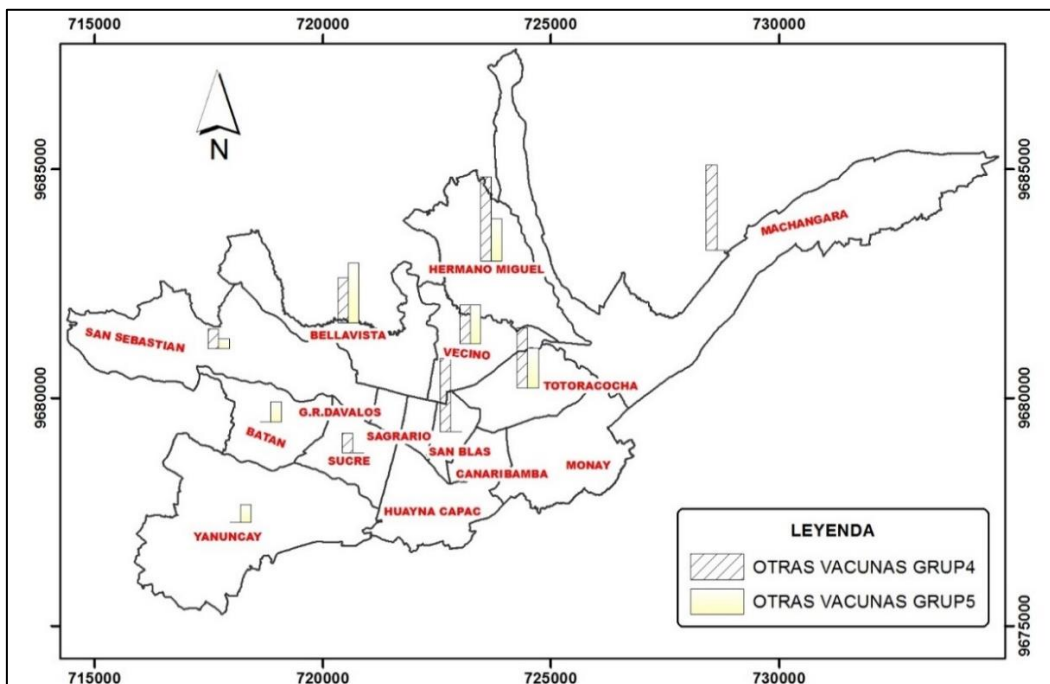 715000
720000
725000
730000
9685000
9685000
N
MACHANGARA
HERMANO MIGUEL
BELLAVISTA
SAN SEBASTIAN
VECINO
TOTORACOCHA
9680000
9680000
G.R.DAVALOS
BATAN
SAGRARIO
SAN BLAS
SUCRE
CANARIBAMBA
MONAY
HUAYNA CAPAC
YANUNCAY
LEYENDA
OTRAS VACUNAS GRUP4
OTRAS VACUNAS GRUP5
9675000
9675000
715000
720000
725000
730000